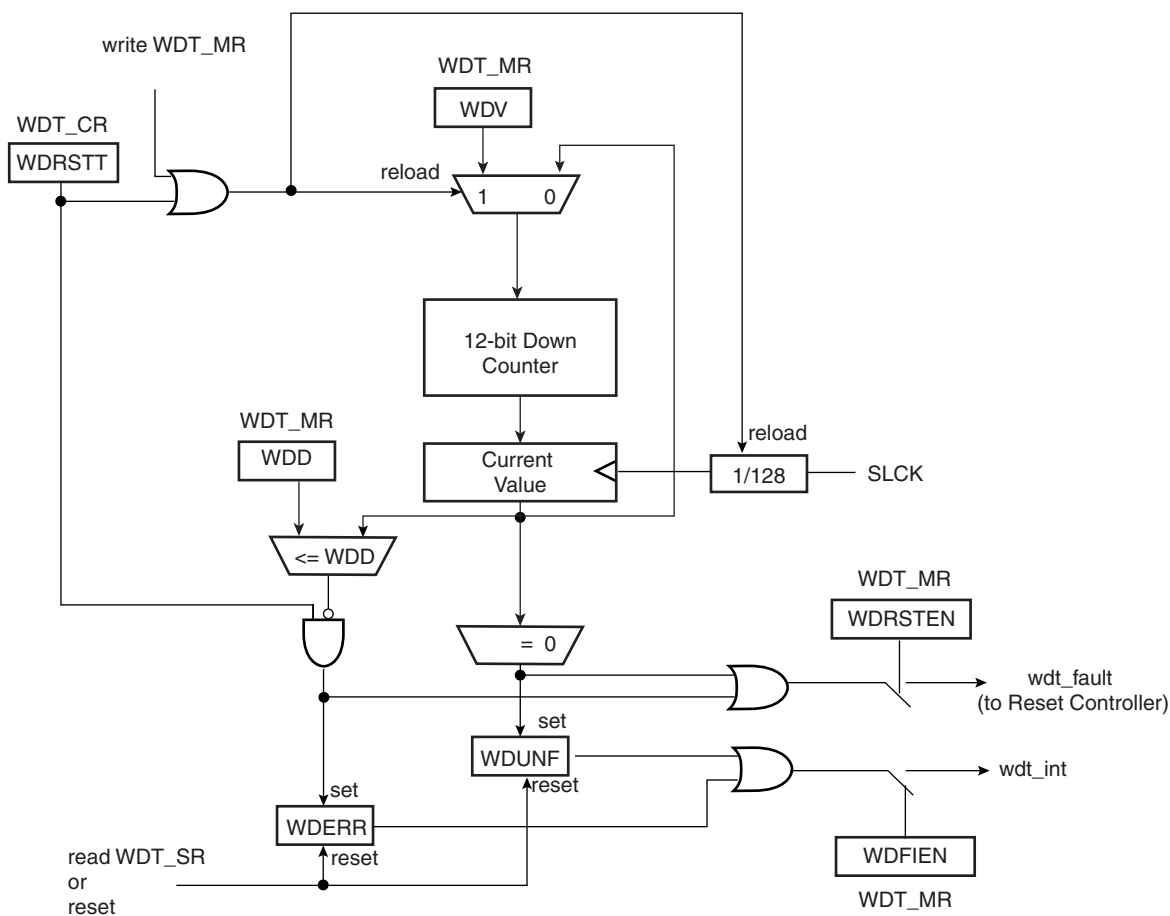 write WDT_MR
WDT_MR
WDV
WDT_CR
WDRSTT
reload
1 0
12-bit Down
Counter
WDT_MR
WDD
reload
Current
Value
1/128
SLCK
<= WDD
WDT_MR
WDRSTEN
= 0
wdt_fault
(to Reset Controller)
set
WDUNF
reset
wdt_int
set
WDERR
reset
read WDT_SR
or
reset
WDFIEN
WDT_MR